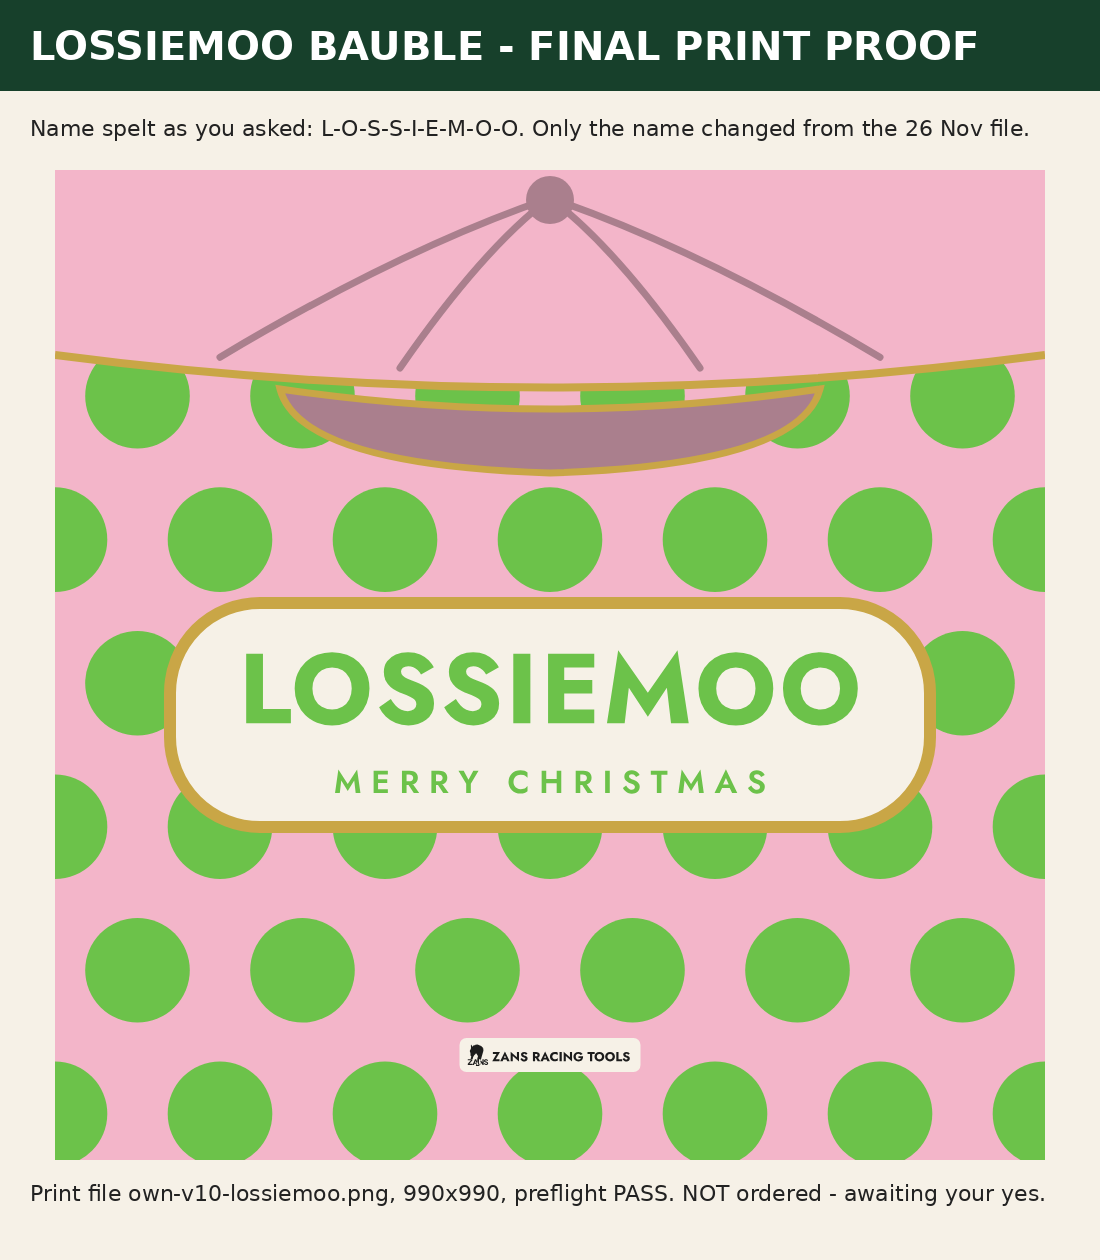 LOSSIEMOO BAUBLE - FINAL PRINT PROOF
Name spelt as you asked: L-O-S-S-I-E-M-O-O. Only the name changed from the 26 Nov file.
LOSSIEMOO
MERRY CHRISTMAS
ZANS
ZANS RACING TOOLS
Print file own-v10-lossiemoo.png, 990x990, preflight PASS. NOT ordered - awaiting your yes.